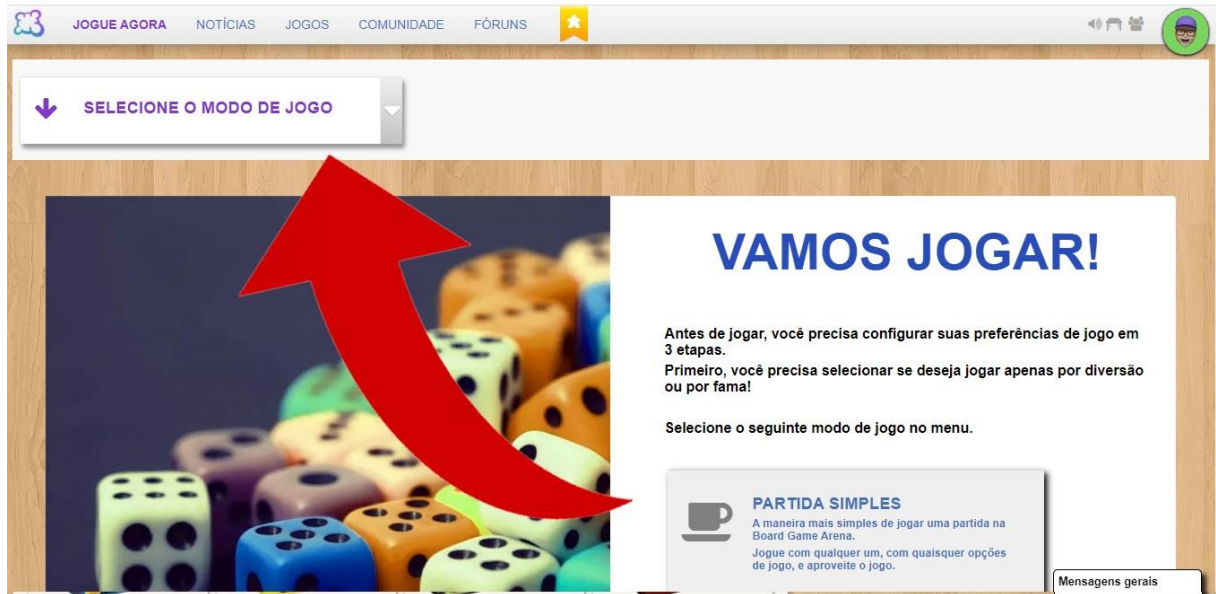 JOGUE AGORA NOTÍCIAS JOGOS COMUNIDADE FÓRUNS
SELECIONE O MODO DE JOGO
VAMOS JOGAR!
Antes de jogar, você precisa configurar suas preferências de jogo em
3 etapas.
Primeiro, você precisa selecionar se deseja jogar apenas por diversão
ou por fama!
Selecione o seguinte modo de jogo no menu.
PARTIDA SIMPLES
A maneira mais simples de jogar uma partida na
Board Game Arena.
Jogue com qualquer um, com quaisquer opções
de jogo, e aproveite o jogo.
Mensagens gerais